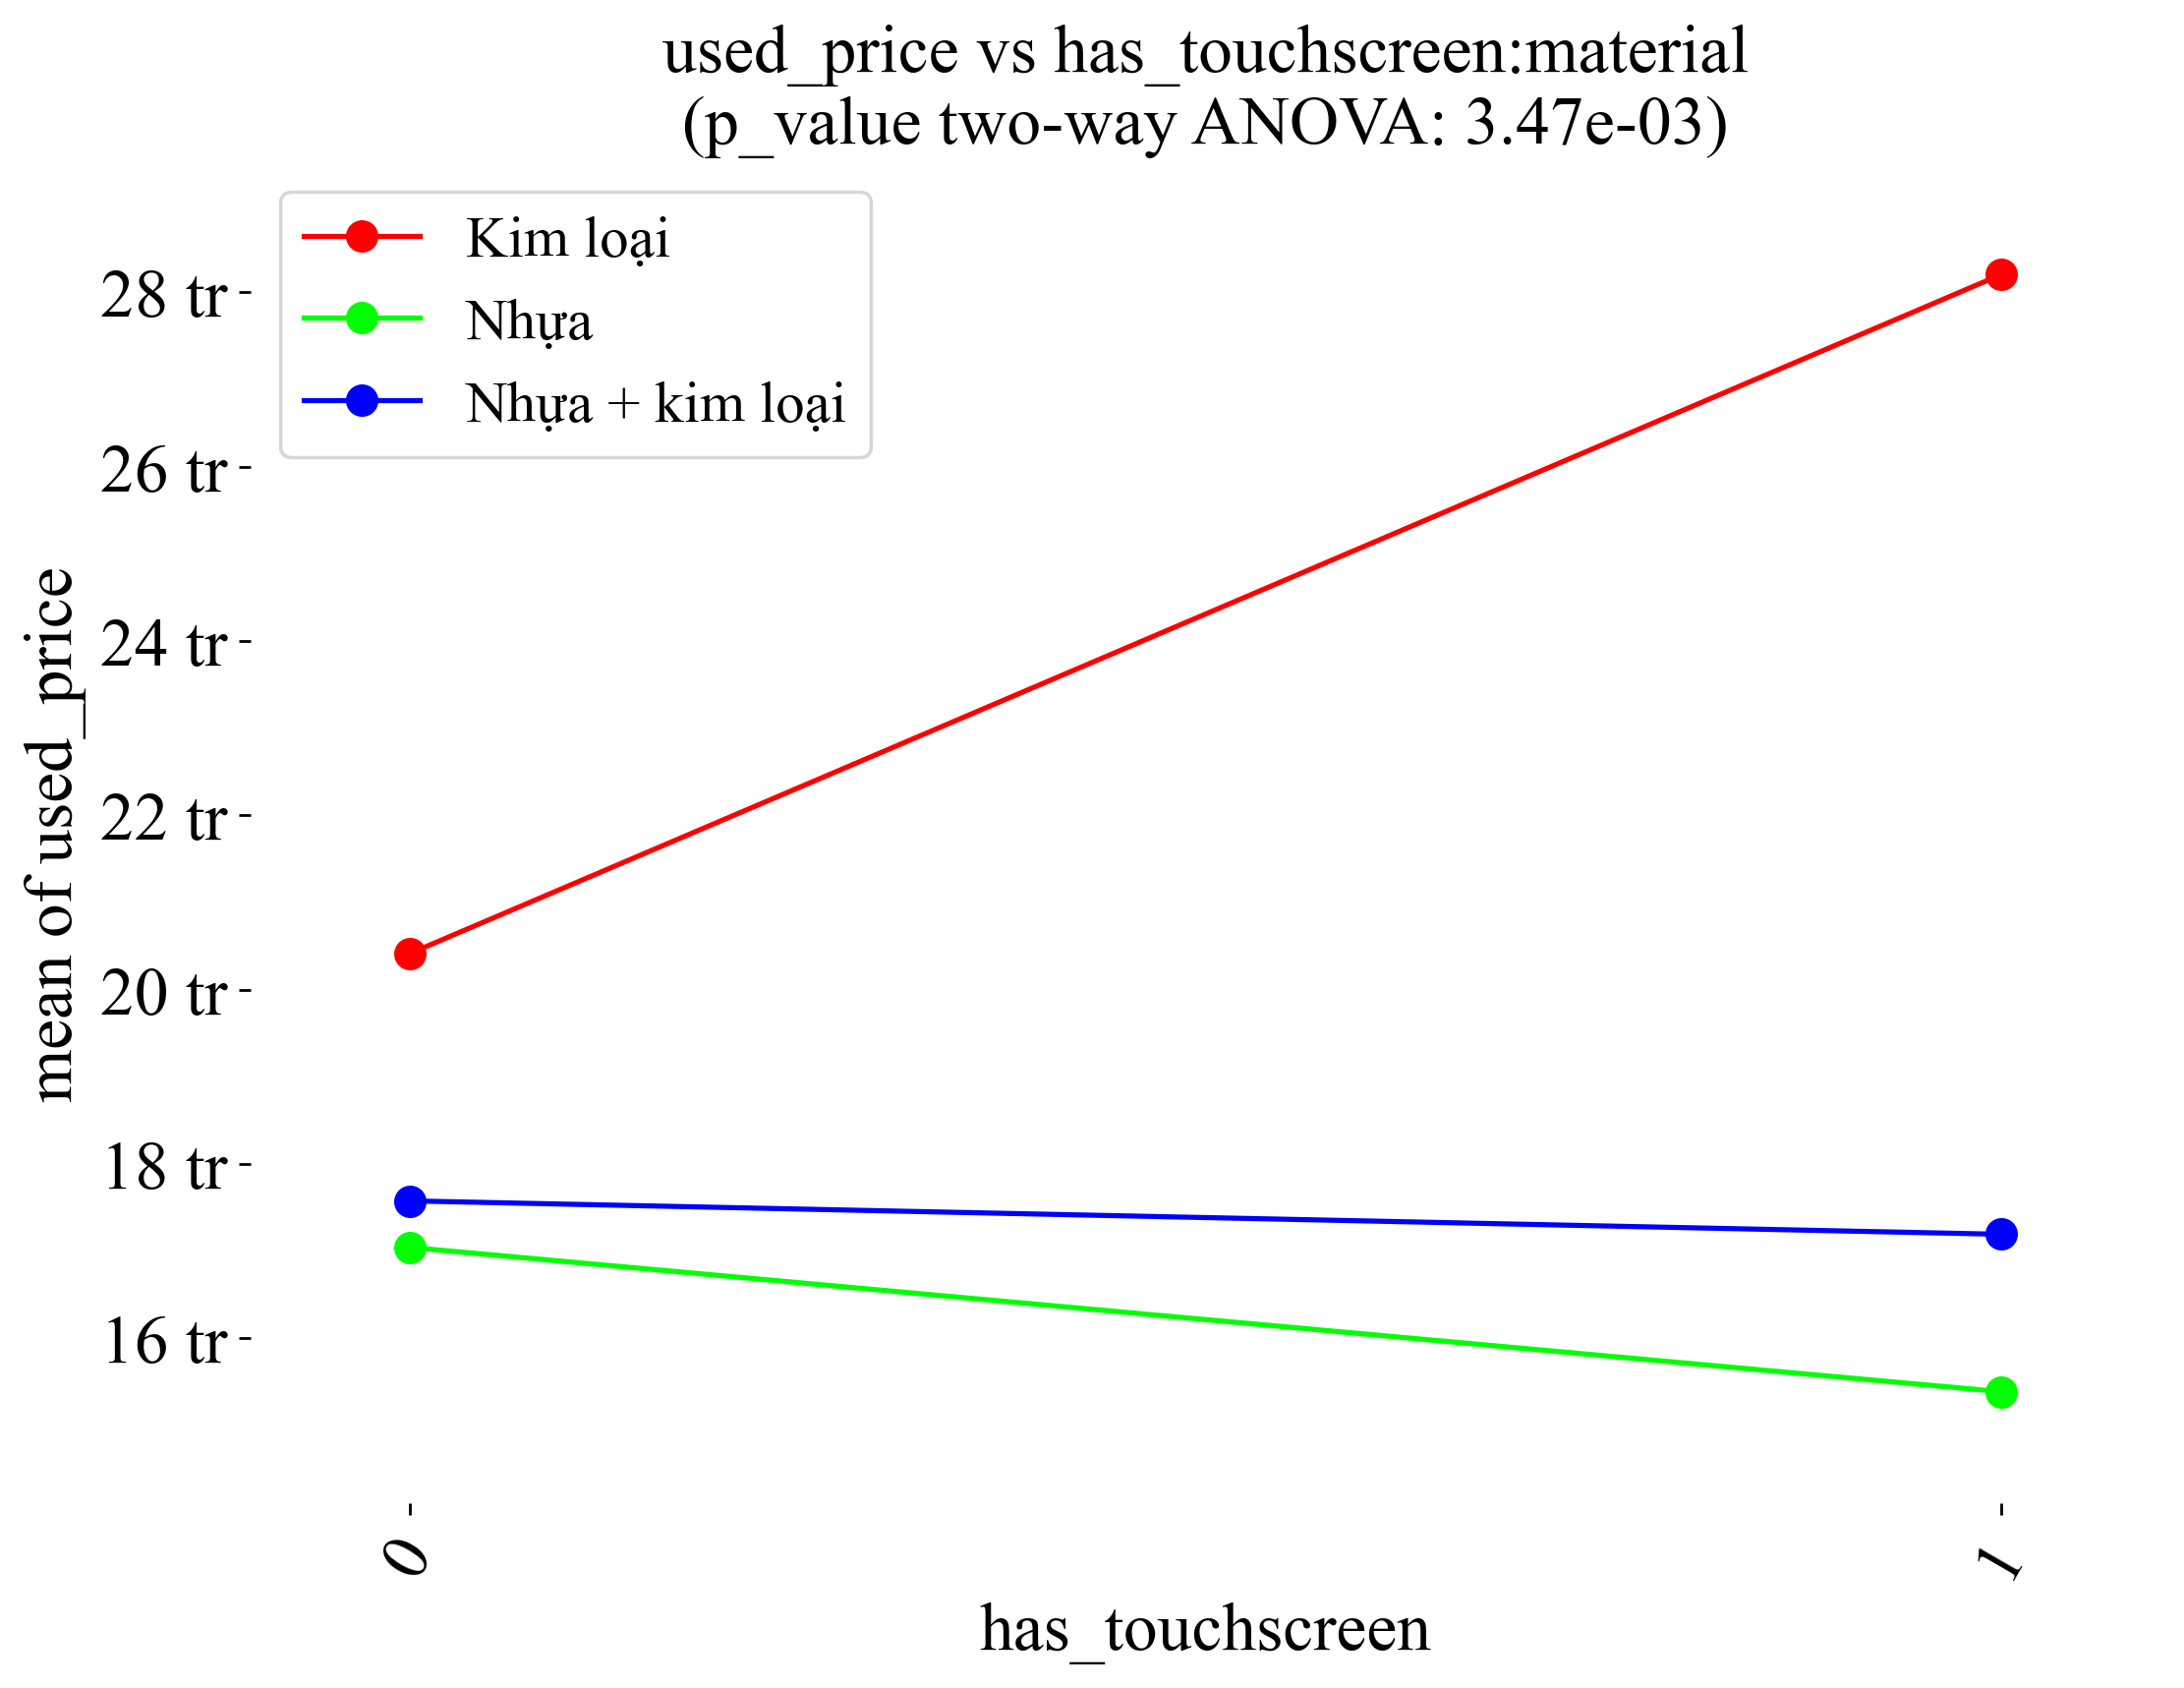 used_price vs has_touchscreen:material
(p_value two-way ANOVA: 3.47e-03)
Kim loại
Nhựa
Nhựa + kim loại
28 tr
26 tr
24 tr
22 tr
20 tr
18 tr
16 tr
mean of used_price
0
1
has_touchscreen